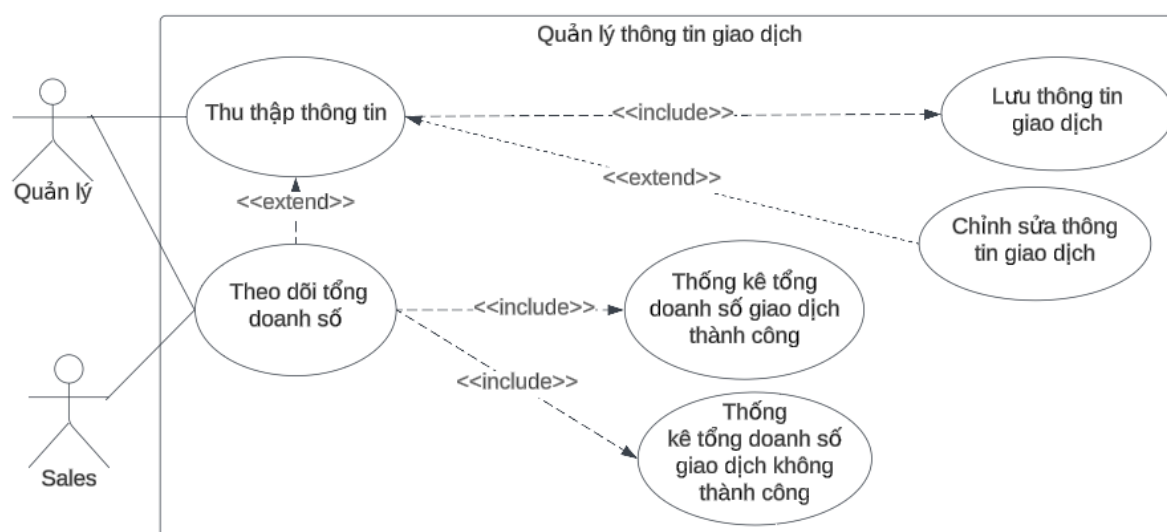 Quản lý thông tin giao dịch
Thu thập thông tin
<<include>>
Lưu thông tin
giao dịch
Quản lý
<<extend>>
<<extend>>
Chỉnh sửa thông
tin giao dịch
Theo dõi tổng
doanh số
<<include>>
Thống kê tổng
doanh số giao dịch
thành công
<<include>>
Thống
kê tổng doanh số
giao dịch không
thành công
Sales